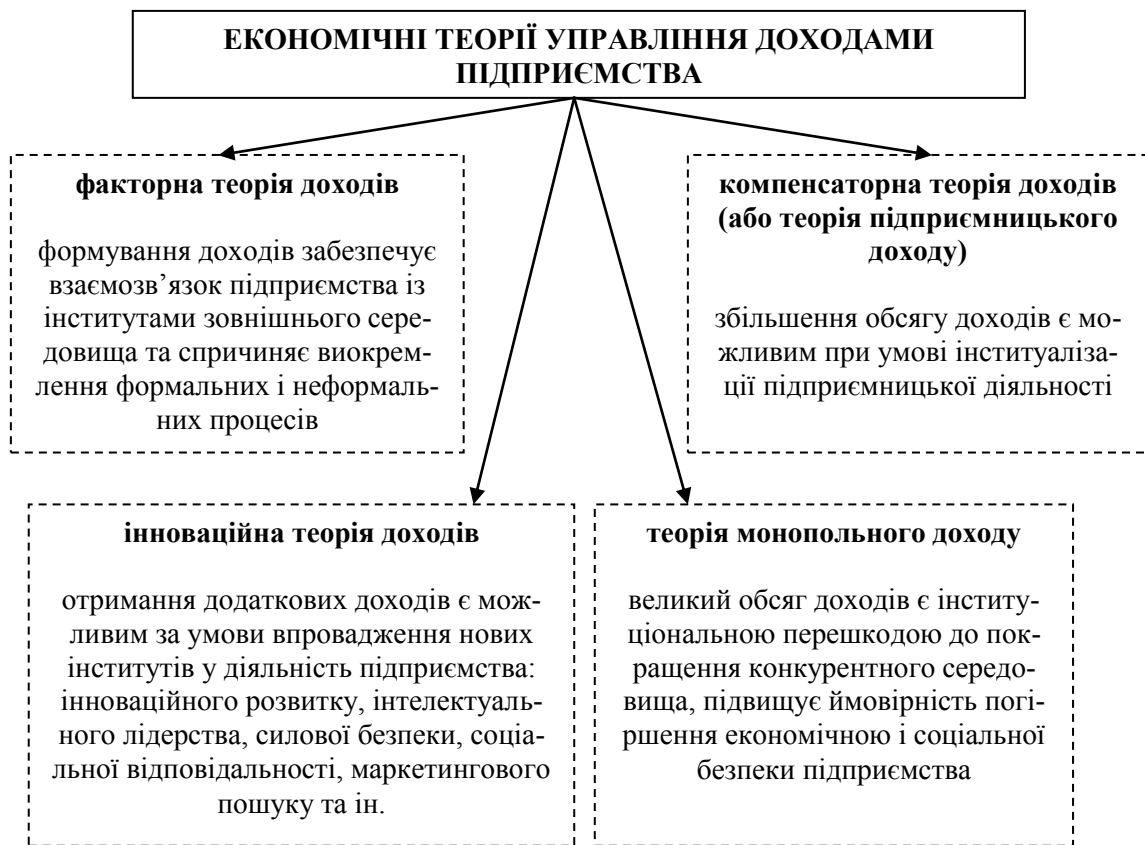 ЕКОНОМІЧНІ ТЕОРІЇ УПРАВЛІННЯ ДОХОДАМИ
ПІДПРИЄМСТВА
факторна теорія доходів
формування доходів забезпечує
взаємозв’язок підприємства із
інститутами зовнішнього сере-
довища та спричиняє виокрем-
лення формальних і неформаль-
них процесів
компенсаторна теорія доходів
(або теорія підприємницького
доходу)
збільшення обсягу доходів є мо-
жливим при умові інституаліза-
ції підприємницької діяльності
інноваційна теорія доходів
отримання додаткових доходів є мож-
ливим за умови впровадження нових
інститутів у діяльність підприємства:
інноваційного розвитку, інтелектуаль-
ного лідерства, силової безпеки, соціа-
льної відповідальності, маркетингового
пошуку та ін.
теорія монопольного доходу
великий обсяг доходів є інститу-
ціональною перешкодою до пок-
ращення конкурентного середо-
вища, підвищує ймовірність погі-
ршення економічною і соціальної
безпеки підприємства